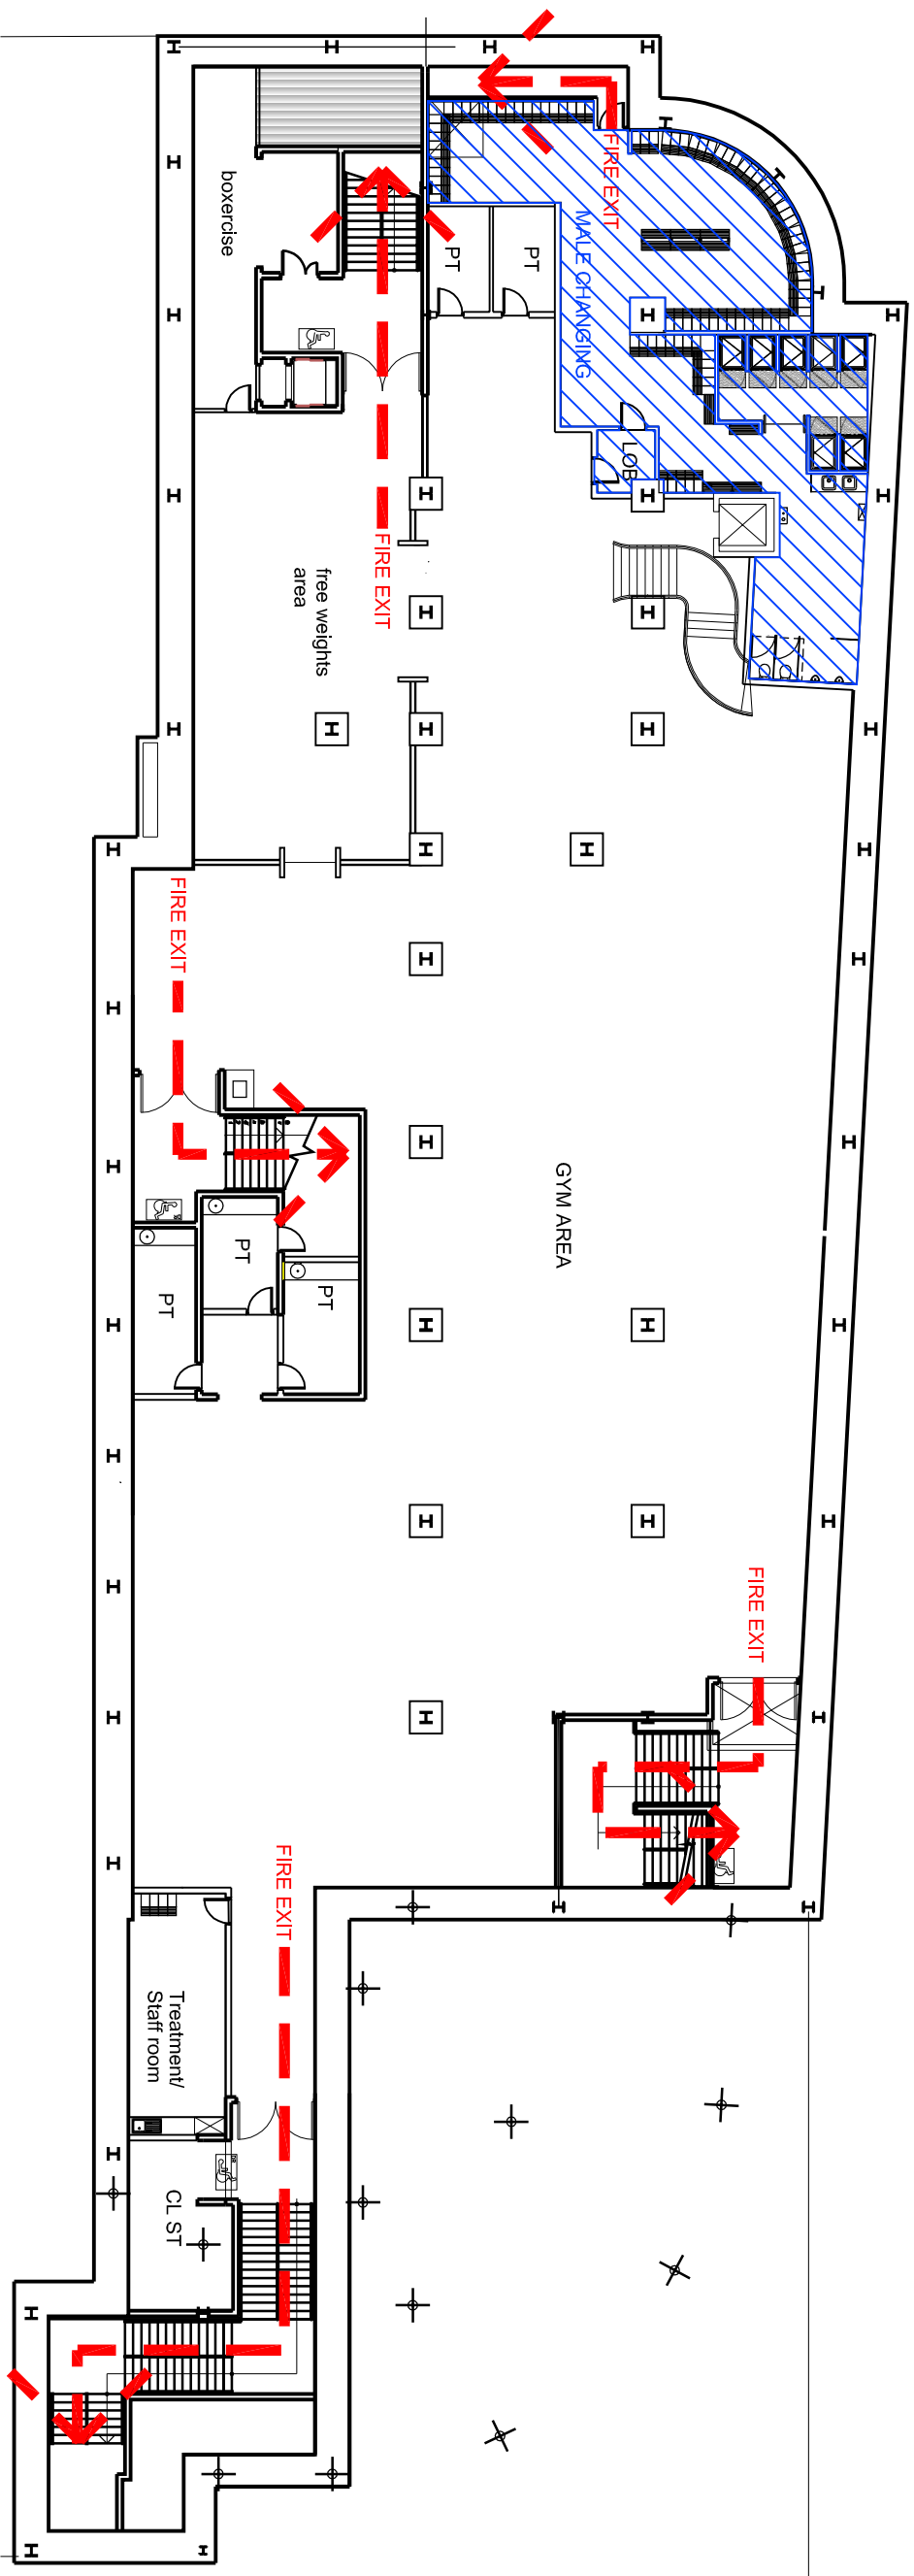 FIRE EXIT
MALE CHANGING
boxercise
PT
PT
LOB
FIRE EXIT
free weights
area
FIRE EXIT
GYM AREA
PT
PT
PT
FIRE EXIT
FIRE EXIT
Treatment/
Staff room
CL ST